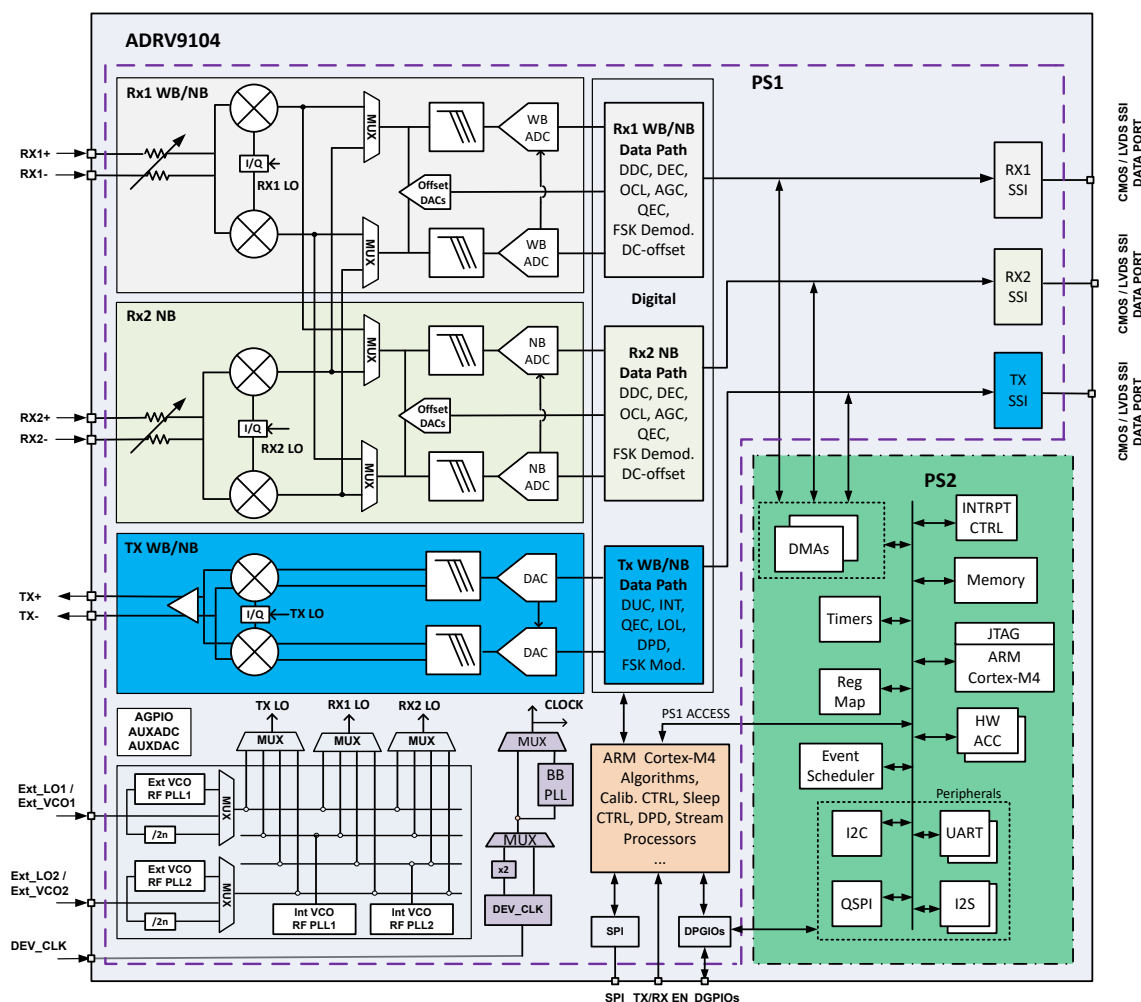 ADRV9104
PS1
Rx1 WB/NB
MUX
WB
ADC
Rx1 WB/NB
Data Path
DDC, DEC,
OCL, AGC,
QEC,
FSK Demod.
DC-offset
RX1+
RX1-
I/Q
RX1 LO
Offset
DACs
MUX
WB
ADC
RX1
SSI
CMOS / LVDS SSI
DATA PORT
Digital
RX2
SSI
CMOS / LVDS SSI
DATA PORT
Rx2 NB
MUX
NB
ADC
Rx2 NB
Data Path
DDC, DEC,
OCL, AGC,
QEC,
FSK Demod.
DC-offset
RX2+
RX2-
I/Q
RX2 LO
Offset
DACs
MUX
NB
ADC
TX
SSI
CMOS / LVDS SSI
DATA PORT
TX WB/NB
DAC
Tx WB/NB
Data Path
DUC, INT,
QEC, LOL,
DPD,
FSK Mod.
TX+
TX-
I/Q
TX LO
DAC
PS2
DMAs
INTRPT
CTRL
Memory
Timers
JTAG
ARM
Cortex-M4
Reg
Map
PS1 ACCESS
HW
ACC
Event
Scheduler
Peripherals
I2C
UART
QSPI
I2S
AGPIO
AUXADC
AUXDAC
TX LO
RX1 LO
RX2 LO
CLOCK
MUX
MUX
MUX
MUX
BB
PLL
MUX
x2
DEV_CLK
ARM Cortex-M4
Algorithms,
Calib. CTRL, Sleep
CTRL, DPD, Stream
Processors
...
Ext_LO1 /
Ext_VCO1
Ext VCO
RF PLL1
/2n
MUX
Ext_LO2 /
Ext_VCO2
Ext VCO
RF PLL2
/2n
MUX
Int VCO
RF PLL1
Int VCO
RF PLL2
DEV_CLK
SPI
DPGIOs
SPI
TX/RX EN
DGPIOs